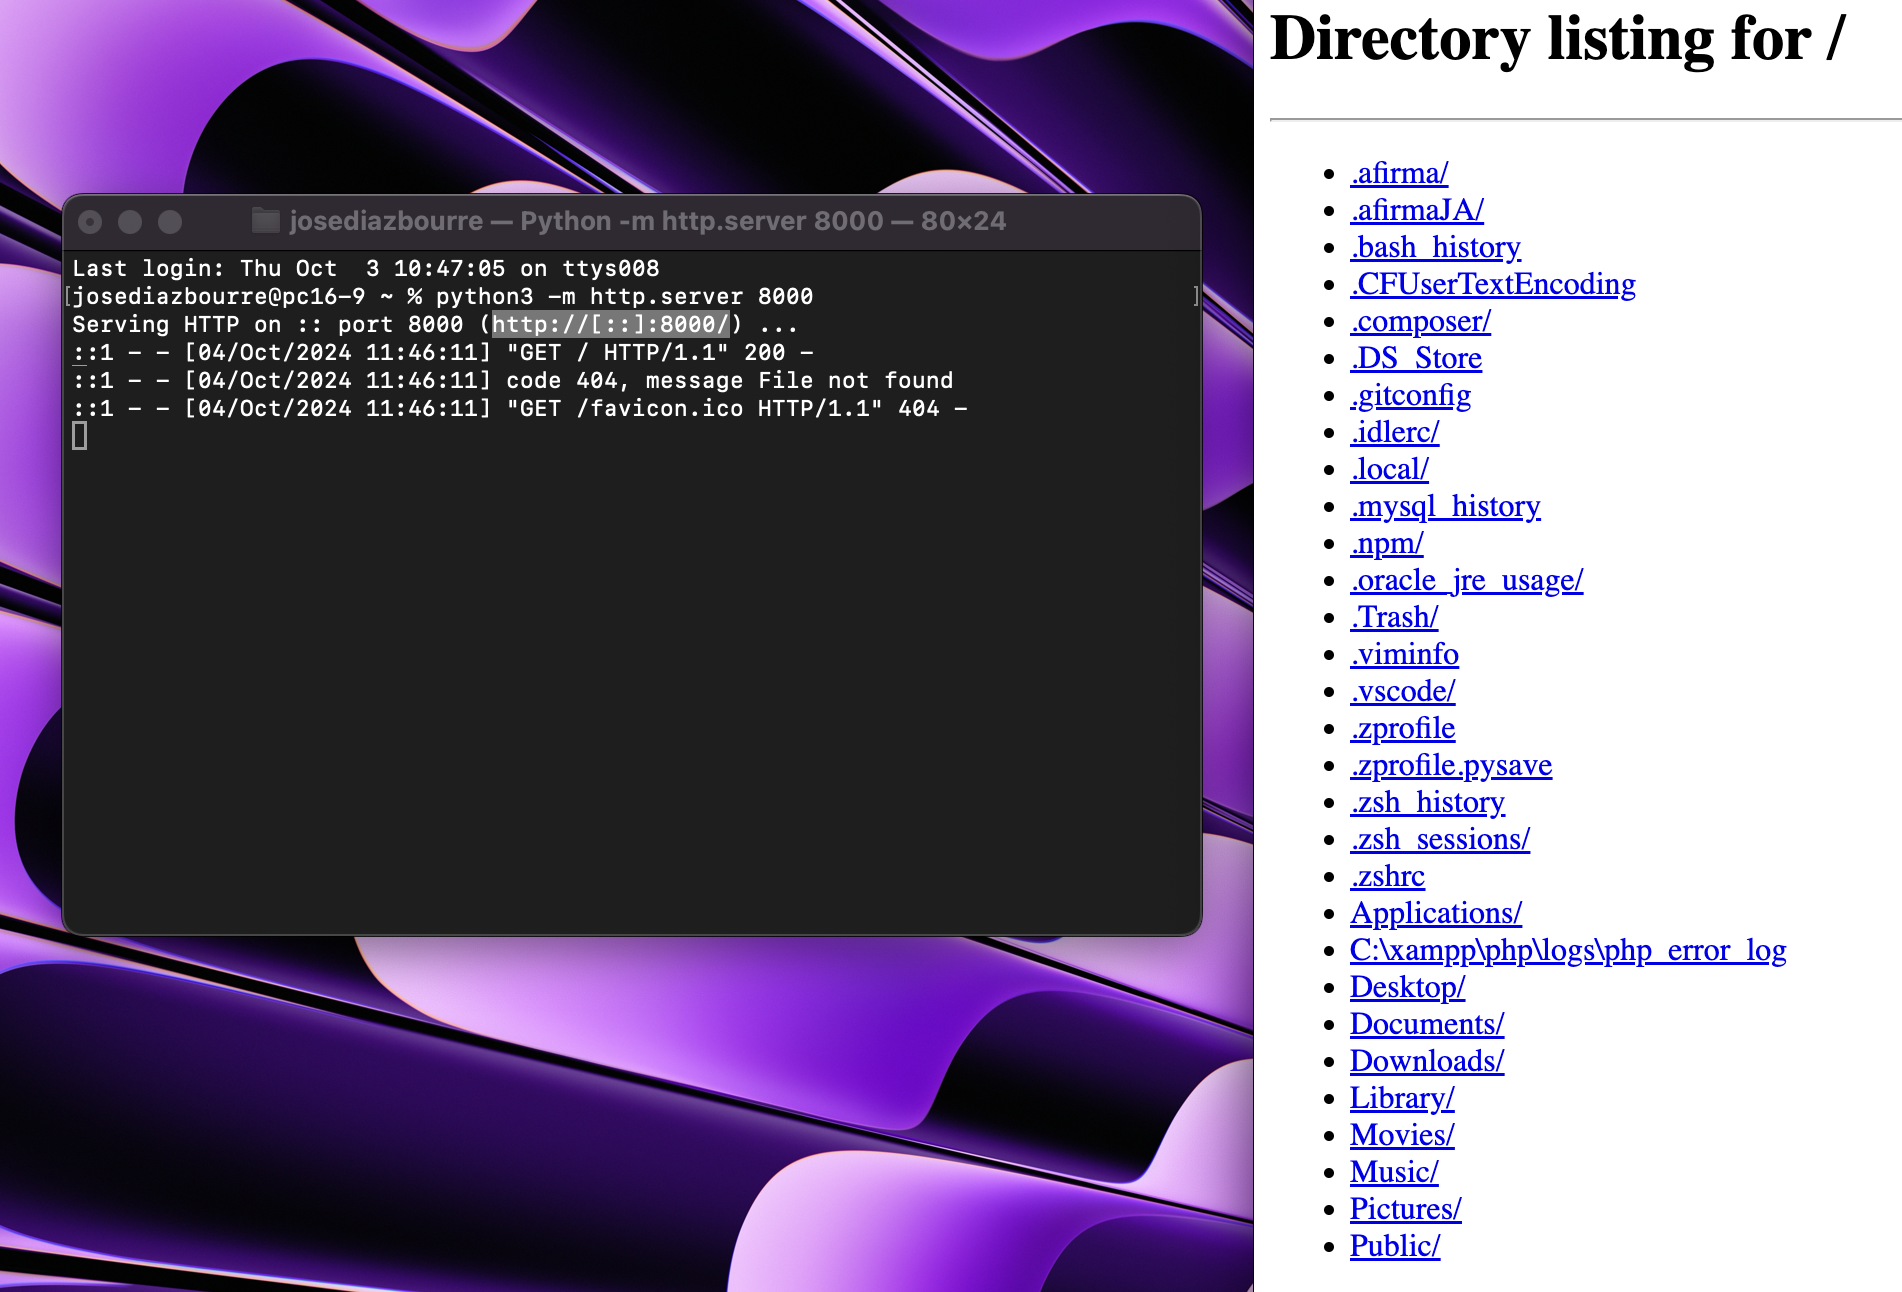 josediazbourre — Python -m http.server 8000 — 80×24
Last login: Thu Oct  3 10:47:05 on ttys008
[josediazbourre@pc16-9 ~ % python3 -m http.server 8000 ]
Serving HTTP on :: port 8000 (http://[::]:8000/) ...
::1 - - [04/Oct/2024 11:46:11] "GET / HTTP/1.1" 200 -
::1 - - [04/Oct/2024 11:46:11] code 404, message File not found
::1 - - [04/Oct/2024 11:46:11] "GET /favicon.ico HTTP/1.1" 404 -
Directory listing for /
.afirma/
.afirmaJA/
.bash_history
.CFUserTextEncoding
.composer/
.DS_Store
.gitconfig
.idlerc/
.local/
.mysql_history
.npm/
.oracle_jre_usage/
.Trash/
.viminfo
.vscode/
.zprofile
.zprofile.pysave
.zsh_history
.zsh_sessions/
.zshrc
Applications/
C:\xampp\php\logs\php_error_log
Desktop/
Documents/
Downloads/
Library/
Movies/
Music/
Pictures/
Public/